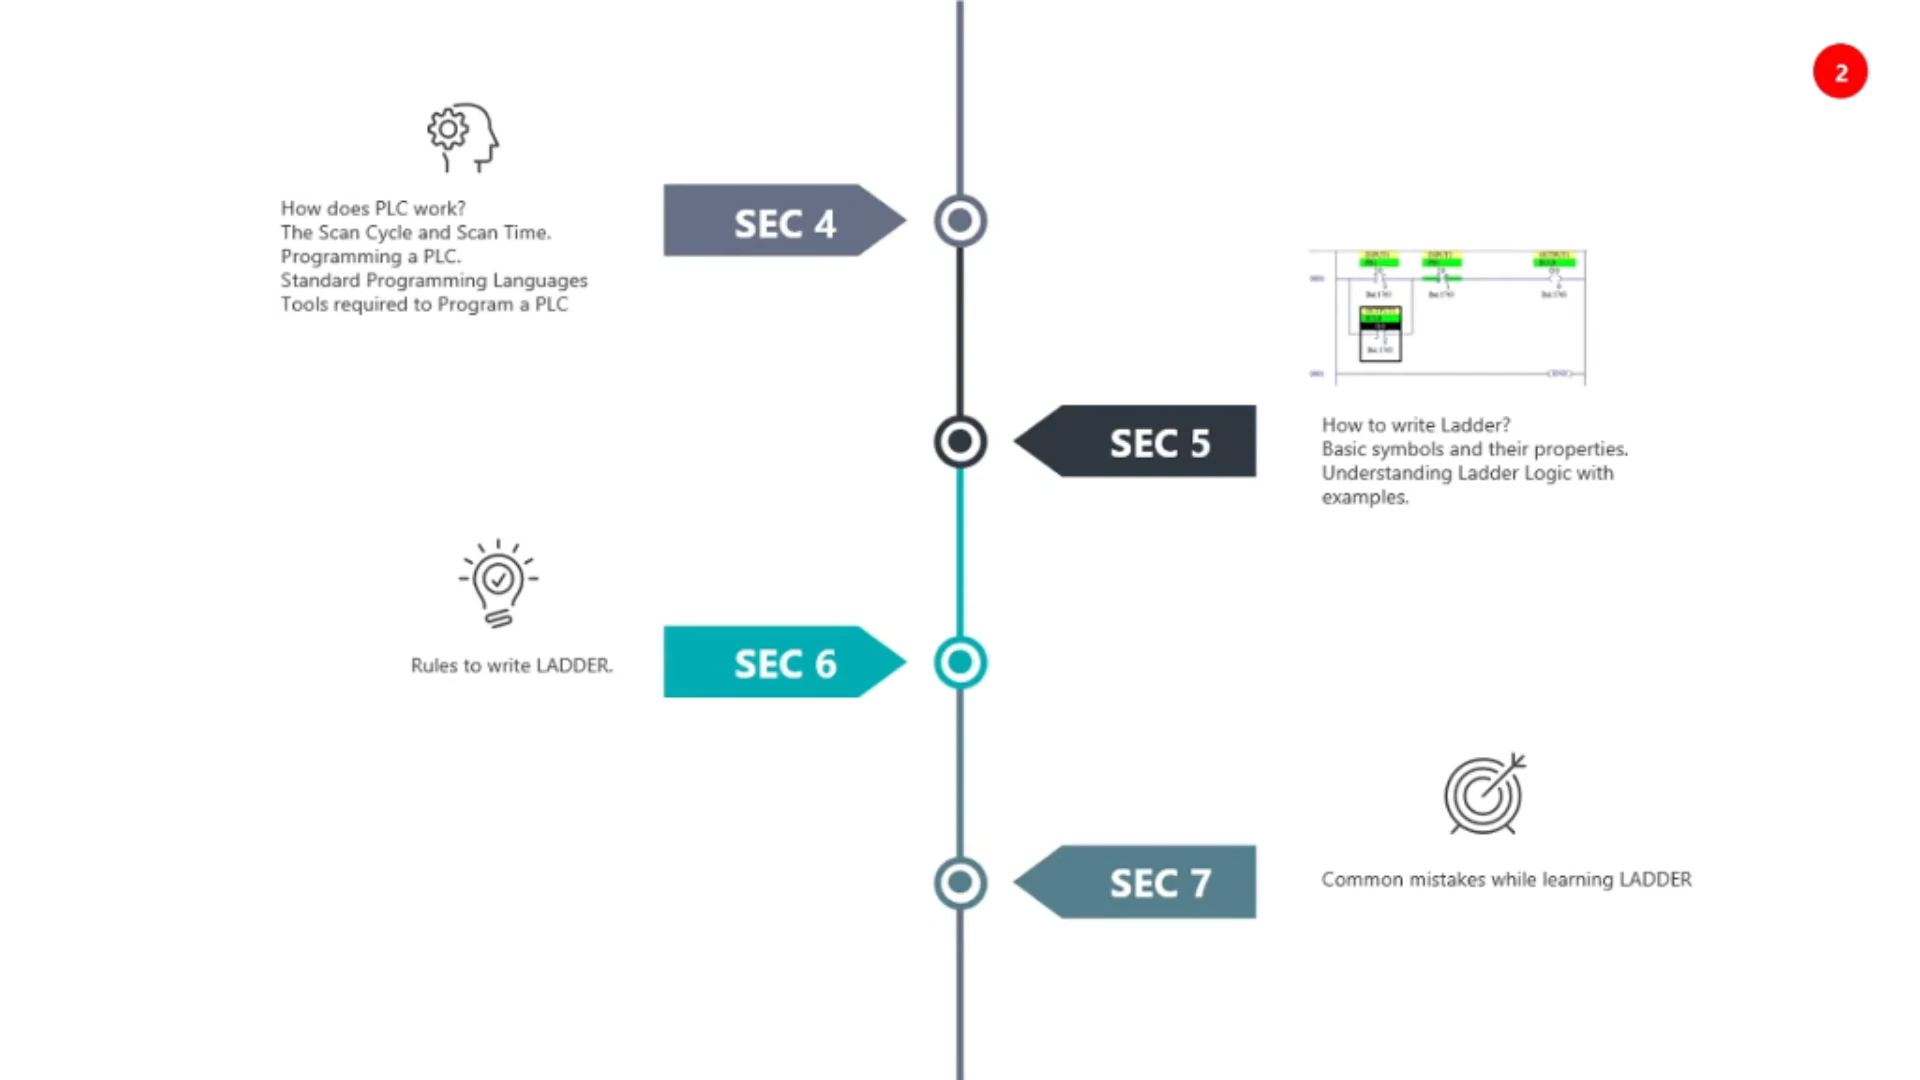 2
How does PLC work?
The Scan Cycle and Scan Time.
Programming a PLC.
Standard Programming Languages
Tools required to Program a PLC
SEC 4
SEC 5
How to write Ladder?
Basic symbols and their properties.
Understanding Ladder Logic with
examples.
Rules to write LADDER.
SEC 6
SEC 7
Common mistakes while learning LADDER